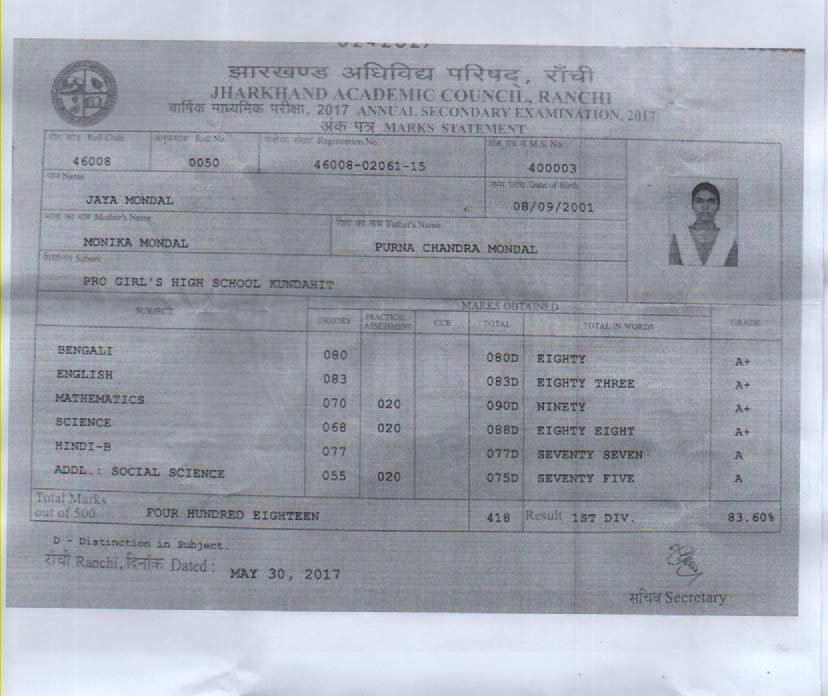 झारखण्ड अधिविद्य परिषद्, राँची
JHARKHAND ACADEMIC COUNCIL, RANCHI
वार्षिक माध्यमिक परीक्षा, 2017 ANNUAL SECONDARY EXAMINATION, 2017
अंक पत्र MARKS STATEMENT
Roll Code अनुक्रमांक Roll No. Registration No. M.S. No.
46008 0050 46008-02061-15 400003
नाम Name Date of Birth
JAYA MONDAL 08/09/2001
माता का नाम Mother's Name पिता का नाम Father's Name
MONIKA MONDAL PURNA CHANDRA MONDAL
विद्यालय School
PRO GIRL'S HIGH SCHOOL KUNDAHIT
SUBJECT MARKS OBTAINED
THEORY PRACTICAL/ ASSESSMENT CCE TOTAL TOTAL IN WORDS GRADE
BENGALI 080 080D EIGHTY A+
ENGLISH 083 083D EIGHTY THREE A+
MATHEMATICS 070 020 090D NINETY A+
SCIENCE 068 020 088D EIGHTY EIGHT A+
HINDI-B 077 077D SEVENTY SEVEN A
ADDL.: SOCIAL SCIENCE 055 020 075D SEVENTY FIVE A
Total Marks
out of 500 FOUR HUNDRED EIGHTEEN 418 Result 1ST DIV. 83.60%
D - Distinction in Subject.
राँची Ranchi, दिनांक Dated : MAY 30, 2017
सचिव Secretary